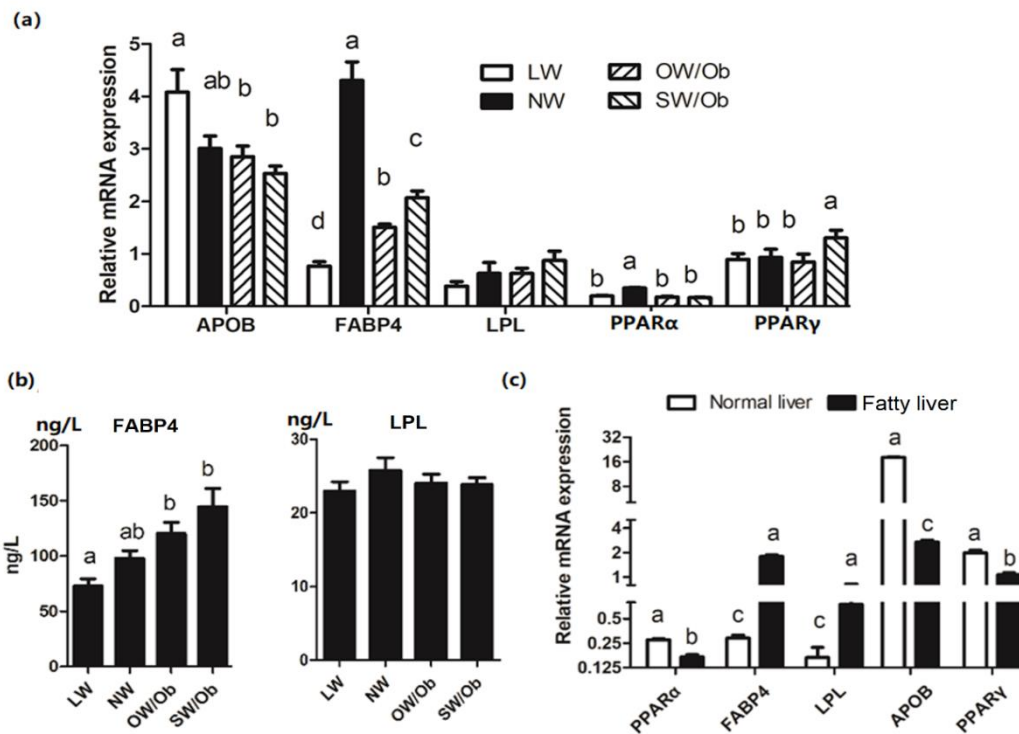 (a)
Relative mRNA expression
5
4
3
2
1
0
a
ab
b
b
d
a
b
c
b
a
b
b
b
b
b
a
LW
NW
OW/Ob
SW/Ob
APOB
FABP4
LPL
PPARα
PPARγ
(b)
ng/L
FABP4
ng/L
200
150
100
50
0
a
ab
b
b
LW
NW
OW/Ob
SW/Ob
ng/L
LPL
30
20
10
0
LW
NW
OW/Ob
SW/Ob
(c)
Normal liver
Fatty liver
Relative mRNA expression
32
16
8
4
2
1
0.5
0.25
0.125
a
b
c
a
c
a
a
c
a
b
PPARα
FABP4
LPL
APOB
PPARγ